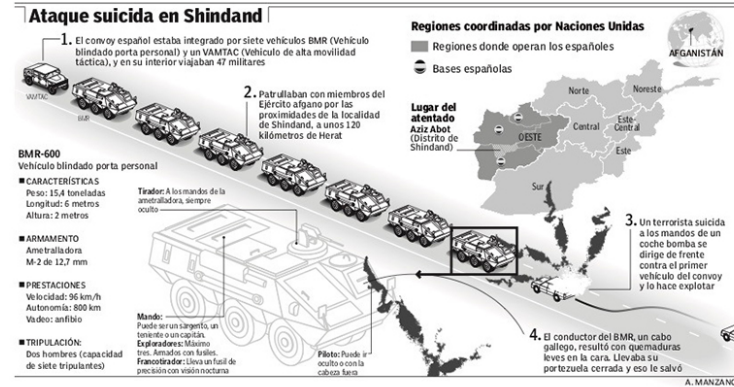 Ataque suicida en Shindand
1. El convoy español estaba integrado por siete vehículos BMR (Vehículo
blindado porta personal) y un VAMTAC (Vehiculo de alta movilidad
táctica), y en su interior viajaban 47 militares
VAMTAC
BMR
2. Patrullaban con miembros del
Ejército afgano por las
proximidades de la localidad
de Shindand, a unos 120
kilómetros de Herat
Regiones coordinadas por Naciones Unidas
Regiones donde operan los españoles
Bases españolas
AFGANISTÁN
Lugar del
atentado
Aziz Abot
(Distrito de
Shindand)
Norte
Noreste
OESTE
Central
Este-
Central
Este
Sur
BMR-600
Vehículo blindado porta personal
■ CARACTERÍSTICAS
Peso: 15,4 toneladas
Longitud: 6 metros
Altura: 2 metros
■ ARMAMENTO
Ametralladora
M-2 de 12,7 mm
■ PRESTACIONES
Velocidad: 96 km/h
Autonomía: 800 km
Vadeo: anfibio
■ TRIPULACIÓN:
Dos hombres (capacidad
de siete tripulantes)
Tirador: A los mandos de la
ametralladora, siempre
oculto
Mando:
Puede ser un sargento, un
teniente o un capitán.
Exploradores: Máximo
tres. Armados con fusiles.
Francotirador: Lleva un fusil de
precisión con visión nocturna
Piloto: Puede ir
oculto o con la
cabeza fuera
3. Un terrorista suicida
a los mandos de un
coche bomba se
dirige de frente
contra el primer
vehículo del convoy
y lo hace explotar
4. El conductor del BMR, un cabo
gallego, resultó con quemaduras
leves en la cara. Llevaba su
portezuela cerrada y eso le salvó
A. MANZANO